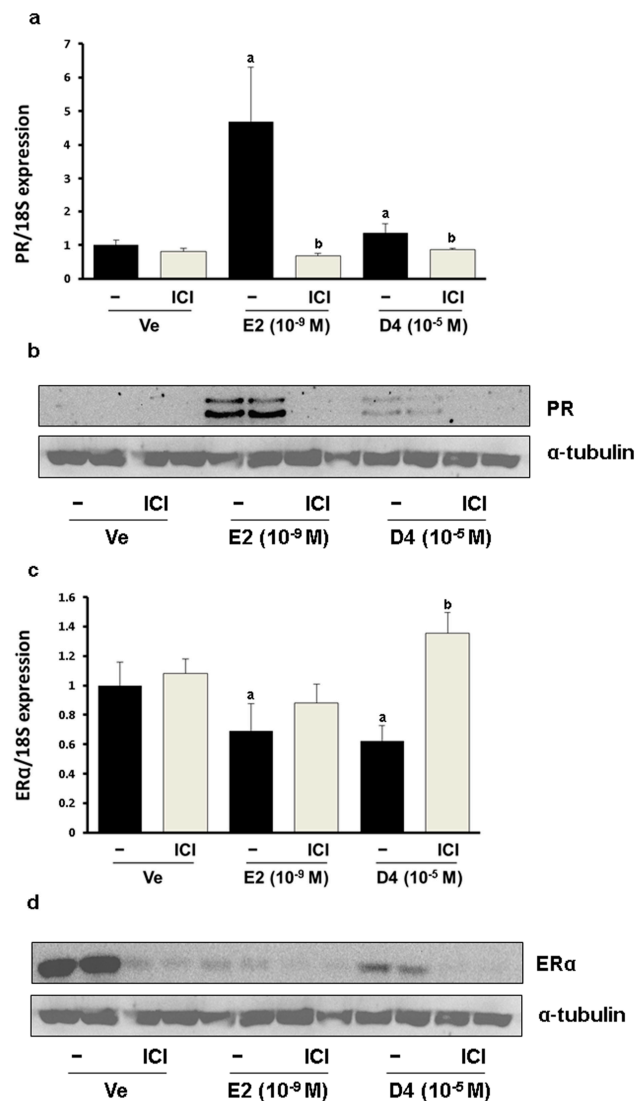 a
PR/18S expression
7
6
5
4
3
2
1
0
a
b
a
b
– ICI – ICI – ICI
Ve E2 (10⁻⁹ M) D4 (10⁻⁵ M)
b
PR
α-tubulin
– ICI – ICI – ICI
Ve E2 (10⁻⁹ M) D4 (10⁻⁵ M)
c
ERα/18S expression
1.6
1.4
1.2
1
0.8
0.6
0.4
0.2
0
a
a
b
– ICI – ICI – ICI
Ve E2 (10⁻⁹ M) D4 (10⁻⁵ M)
d
ERα
α-tubulin
– ICI – ICI – ICI
Ve E2 (10⁻⁹ M) D4 (10⁻⁵ M)